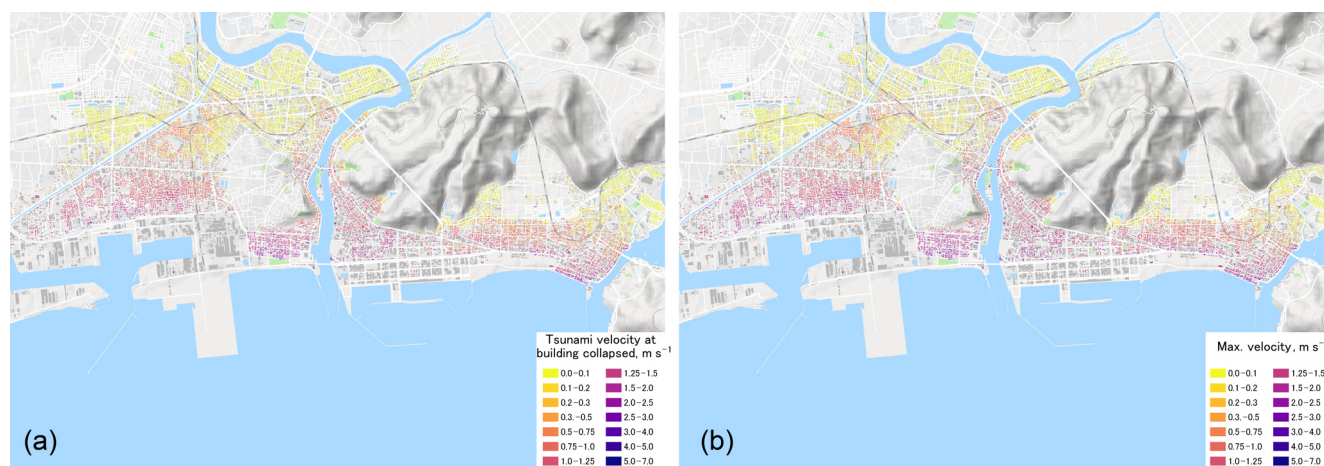 Tsunami velocity at
building collapsed, m s⁻¹
0.0-0.1 1.25-1.5
0.1-0.2 1.5-2.0
0.2-0.3 2.0-2.5
0.3.-0.5 2.5-3.0
0.5-0.75 3.0-4.0
0.75-1.0 4.0-5.0
1.0-1.25 5.0-7.0
(a)
Max. velocity, m s⁻
0.0-0.1 1.25-1.5
0.1-0.2 1.5-2.0
0.2-0.3 2.0-2.5
0.3.-0.5 2.5-3.0
0.5-0.75 3.0-4.0
0.75-1.0 4.0-5.0
1.0-1.25 5.0-7.0
(b)